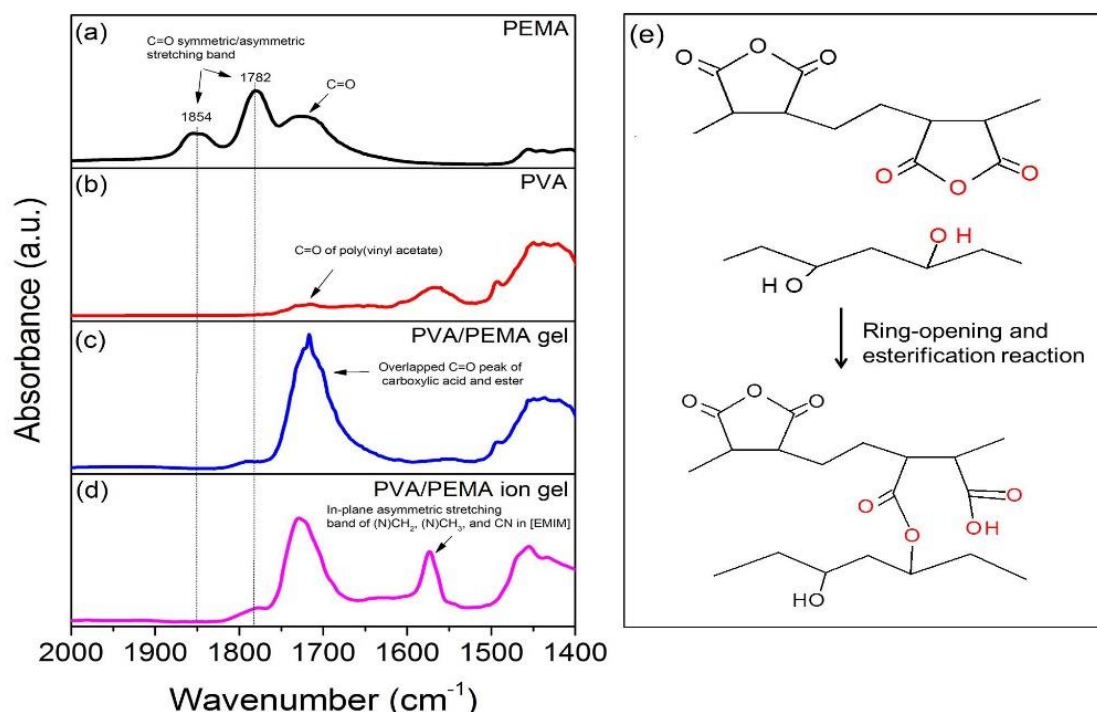 (a)
PEMA
C=O symmetric/asymmetric
stretching band
1782
C=O
1854
(b)
PVA
C=O of poly(vinyl acetate)
(c)
PVA/PEMA gel
Overlapped C=O peak of
carboxylic acid and ester
(d)
PVA/PEMA ion gel
In-plane asymmetric stretching
band of (N)CH₂, (N)CH₃, and CN in [EMIM]
Absorbance (a.u.)
2000 1900 1800 1700 1600 1500 1400
Wavenumber (cm⁻¹)
(e)
O
O O
O O
O
O H
H O
Ring-opening and
esterification reaction
O
O O
O O
OH
O
HO